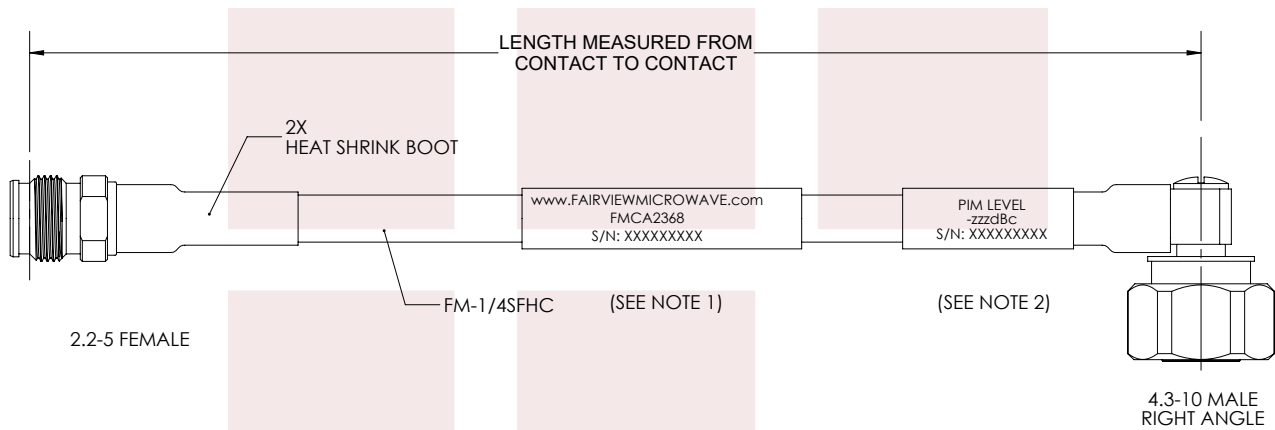 LENGTH MEASURED FROM
CONTACT TO CONTACT
2X
HEAT SHRINK BOOT
www.FAIRVIEWMICROWAVE.com
FMCA2368
S/N: XXXXXXXXX
PIM LEVEL
-zzzdBc
S/N: XXXXXXXXX
FM-1/4SFHC
(SEE NOTE 1)
(SEE NOTE 2)
2.2-5 FEMALE
4.3-10 MALE
RIGHT ANGLE